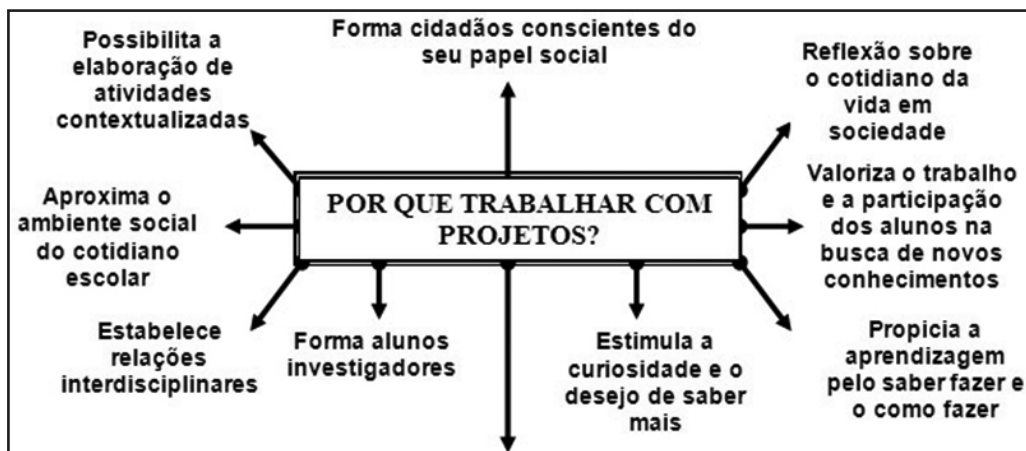 Possibilita a
elaboração de
atividades
contextualizadas
Forma cidadãos conscientes do
seu papel social
Reflexão sobre
o cotidiano da
vida em
sociedade
Aproxima o
ambiente social
do cotidiano
escolar
POR QUE TRABALHAR COM
PROJETOS?
Valoriza o trabalho
e a participação
dos alunos na
busca de novos
conhecimentos
Estabelece
relações
interdisciplinares
Forma alunos
investigadores
Estimula a
curiosidade e o
desejo de saber
mais
Propicia a
aprendizagem
pelo saber fazer e
o como fazer